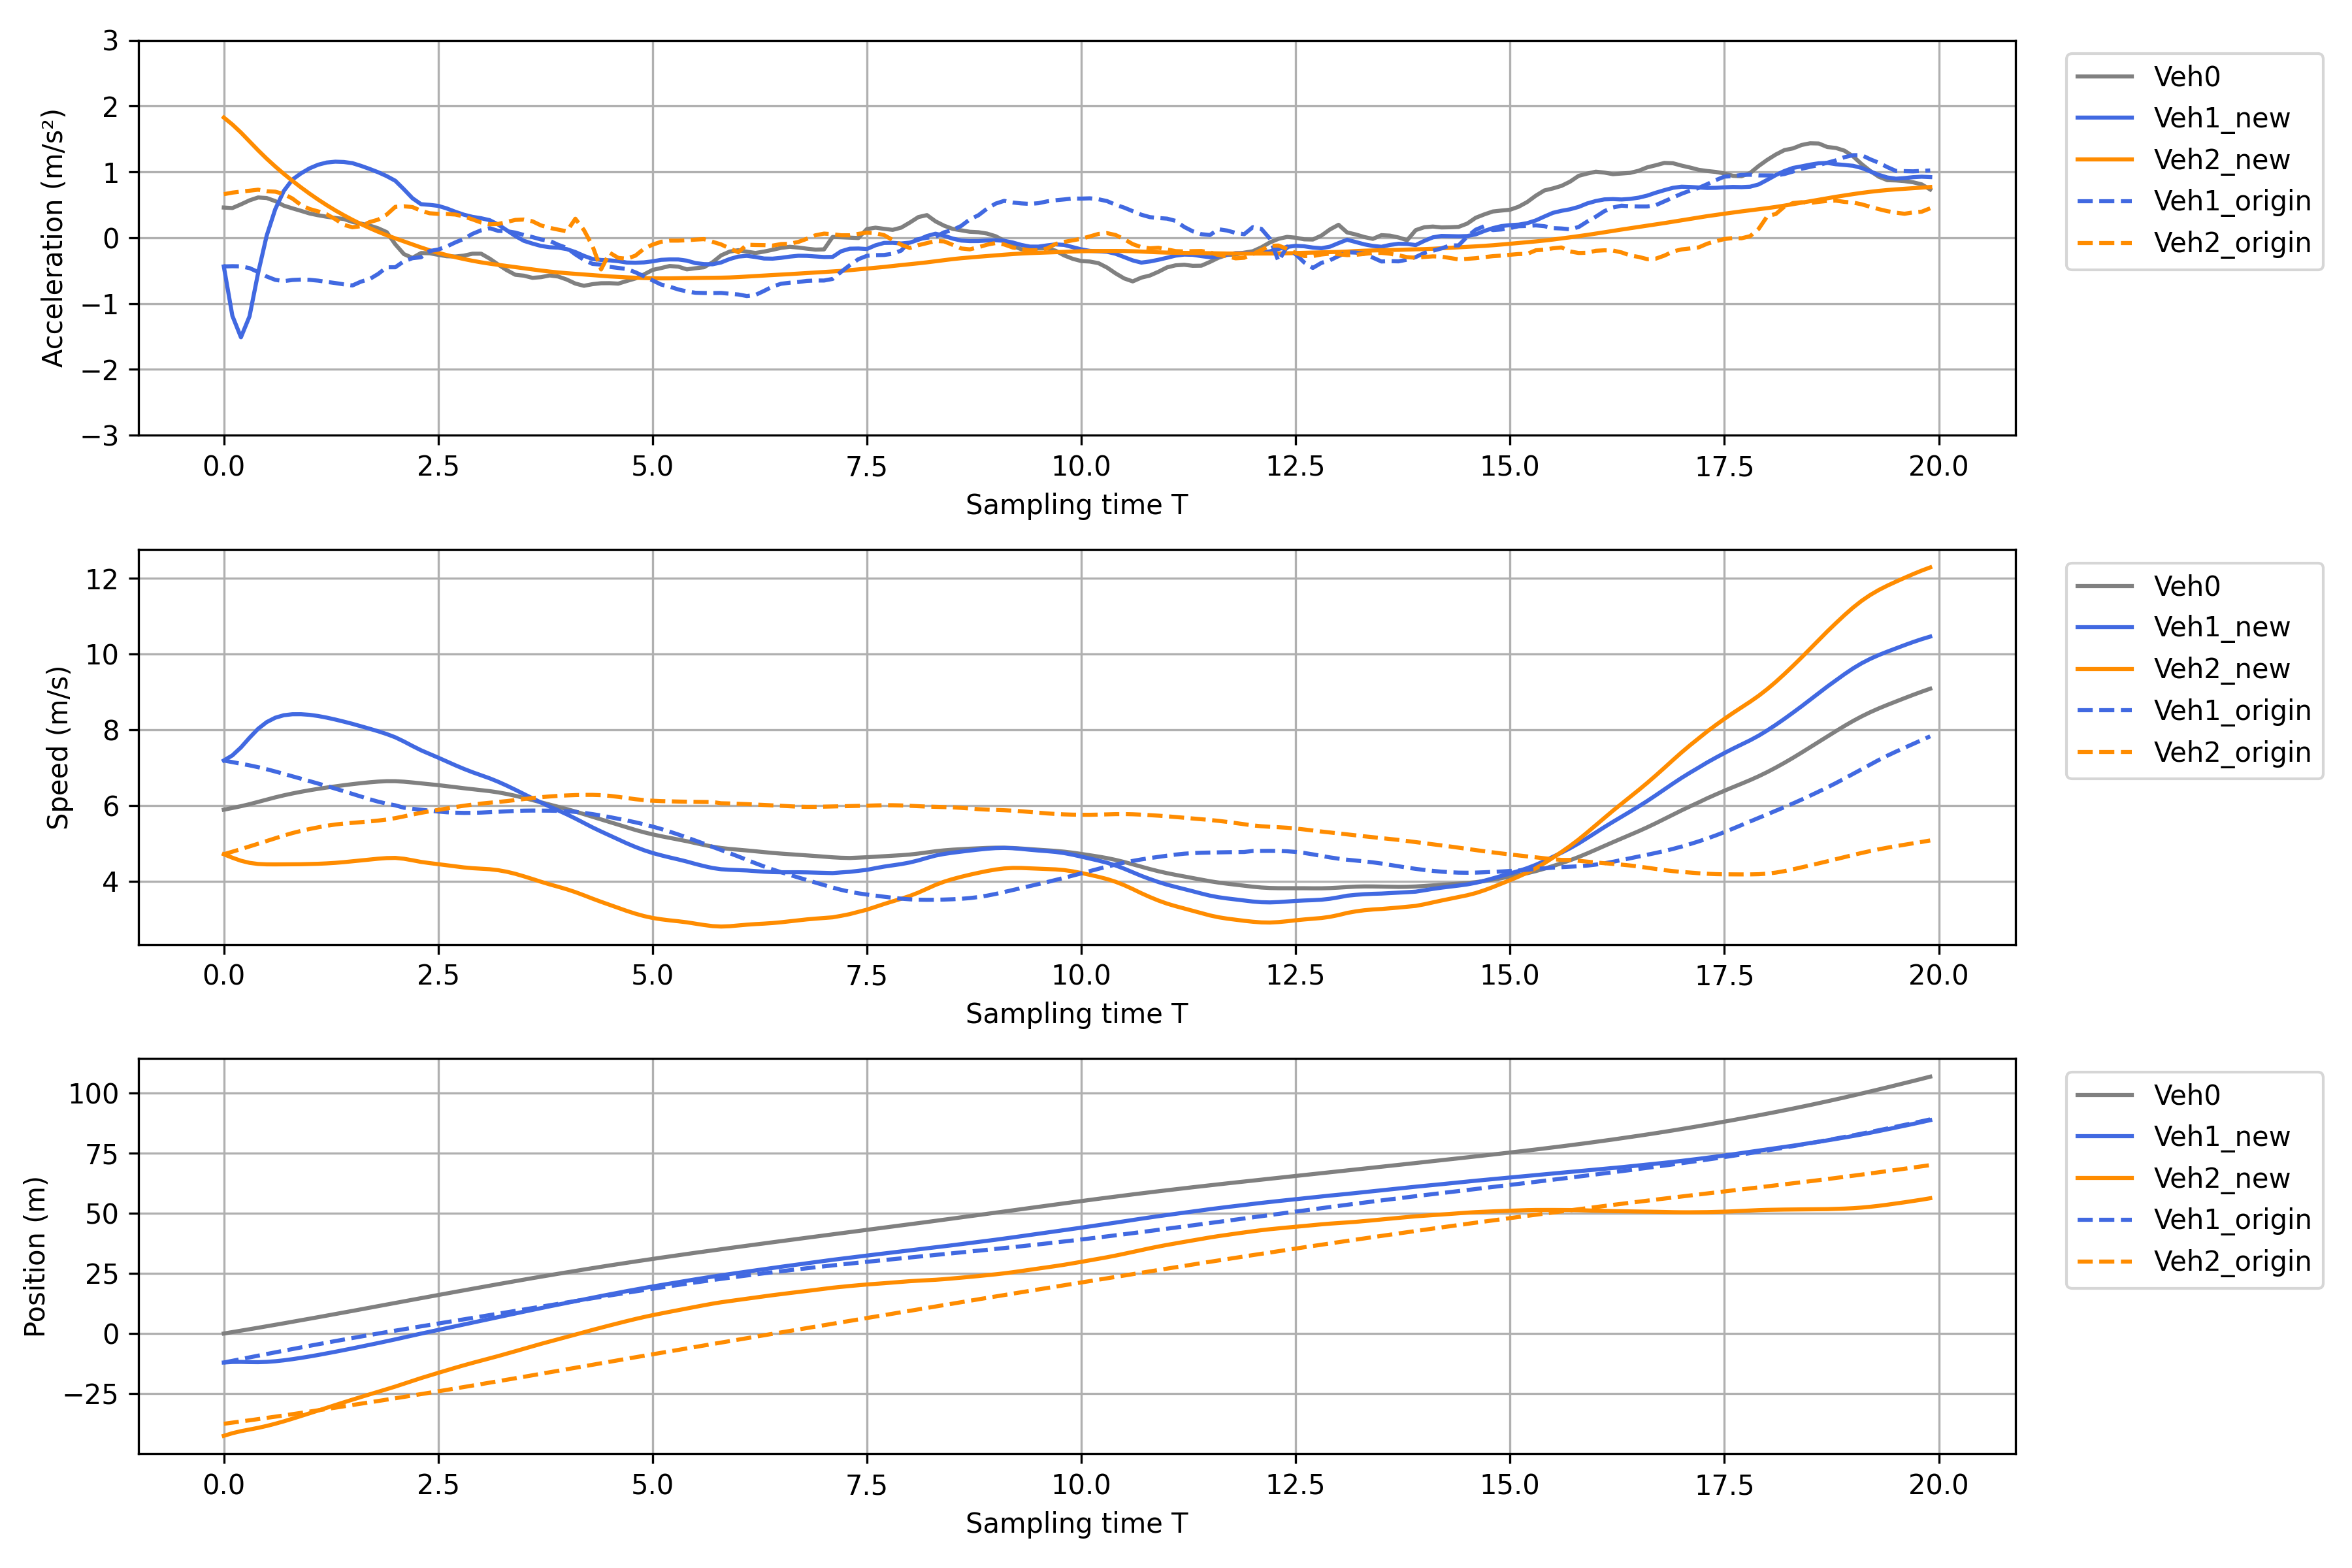 Acceleration (m/s²)
3
2
1
0
−1
−2
−3
0.0 2.5 5.0 7.5 10.0 12.5 15.0 17.5 20.0
Sampling time T
Veh0
Veh1_new
Veh2_new
Veh1_origin
Veh2_origin
Speed (m/s)
12
10
8
6
4
0.0 2.5 5.0 7.5 10.0 12.5 15.0 17.5 20.0
Sampling time T
Veh0
Veh1_new
Veh2_new
Veh1_origin
Veh2_origin
Position (m)
100
75
50
25
0
−25
0.0 2.5 5.0 7.5 10.0 12.5 15.0 17.5 20.0
Sampling time T
Veh0
Veh1_new
Veh2_new
Veh1_origin
Veh2_origin